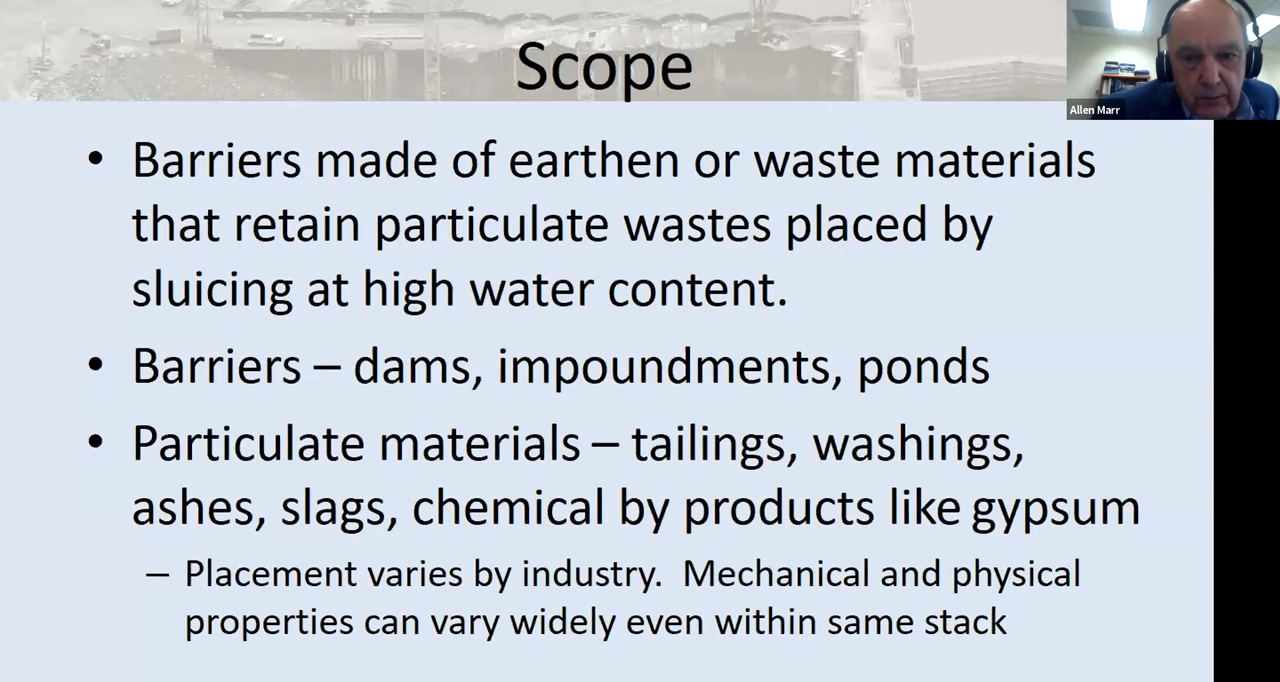 Scope
Allen Marr
• Barriers made of earthen or waste materials
that retain particulate wastes placed by
sluicing at high water content.
• Barriers – dams, impoundments, ponds
• Particulate materials – tailings, washings,
ashes, slags, chemical by products like gypsum
– Placement varies by industry.  Mechanical and physical
properties can vary widely even within same stack